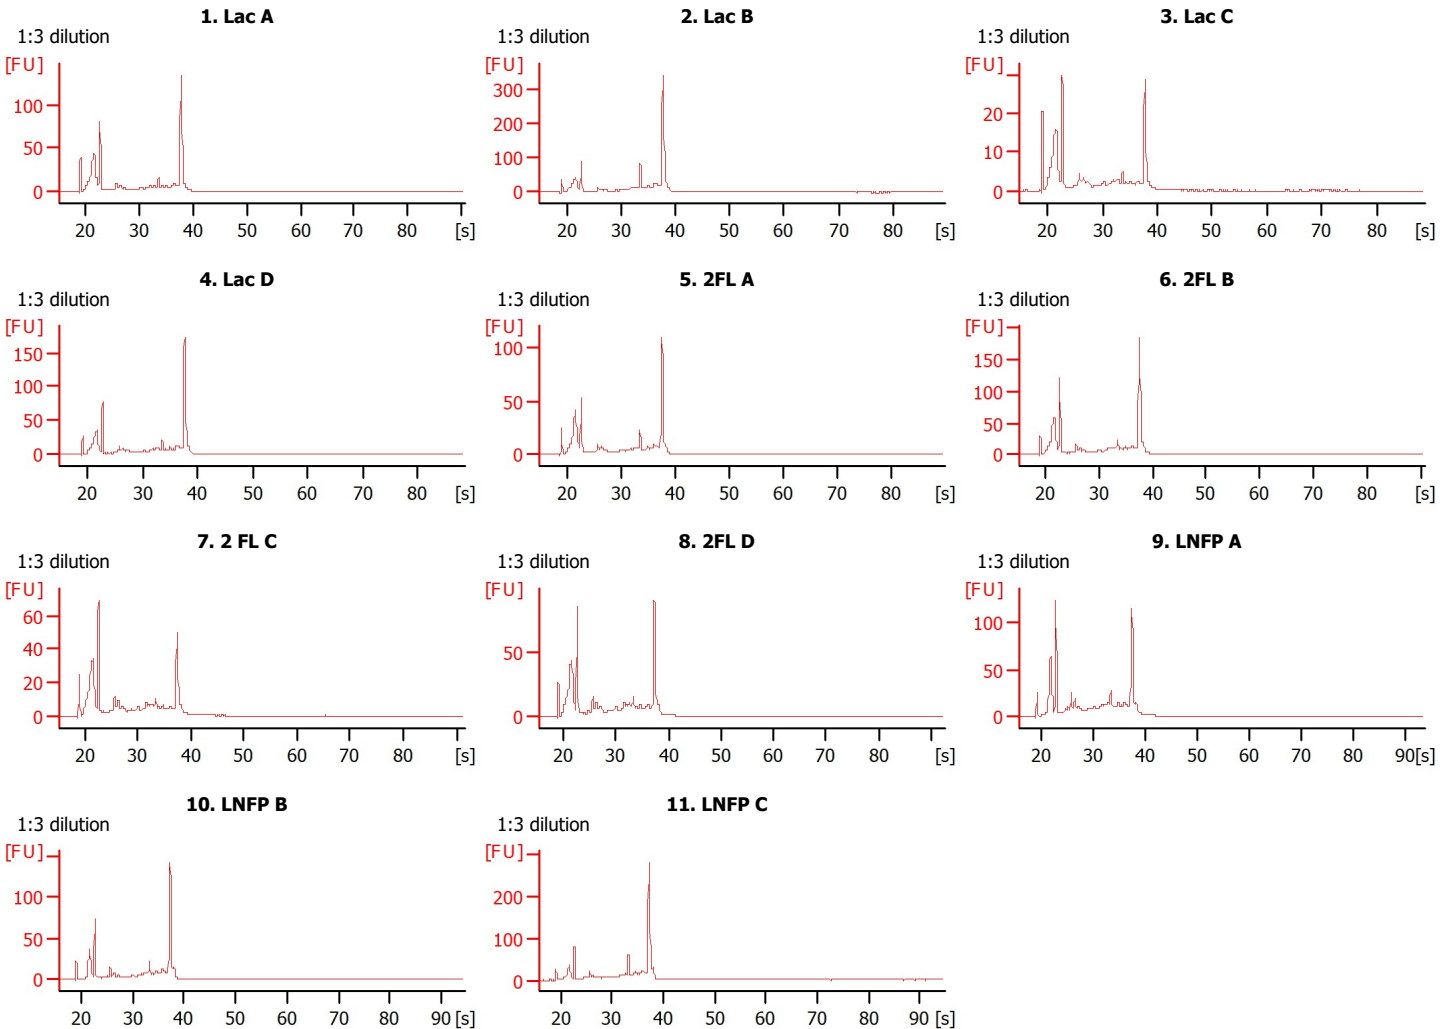 1. Lac A
1:3 dilution
[FU]
100
50
0
20 30 40 50 60 70 80 [s]
2. Lac B
1:3 dilution
[FU]
300
200
100
0
20 30 40 50 60 70 80 [s]
3. Lac C
1:3 dilution
[FU]
20
10
0
20 30 40 50 60 70 80 [s]
4. Lac D
1:3 dilution
[FU]
150
100
50
0
20 30 40 50 60 70 80 [s]
5. 2FL A
1:3 dilution
[FU]
100
50
0
20 30 40 50 60 70 80 [s]
6. 2FL B
1:3 dilution
[FU]
150
100
50
0
20 30 40 50 60 70 80 [s]
7. 2 FL C
1:3 dilution
[FU]
60
40
20
0
20 30 40 50 60 70 80 [s]
8. 2FL D
1:3 dilution
[FU]
50
0
20 30 40 50 60 70 80 [s]
9. LNFP A
1:3 dilution
[FU]
100
50
0
20 30 40 50 60 70 80 90[s]
10. LNFP B
1:3 dilution
[FU]
100
50
0
20 30 40 50 60 70 80 90 [s]
11. LNFP C
1:3 dilution
[FU]
200
100
0
20 30 40 50 60 70 80 90 [s]